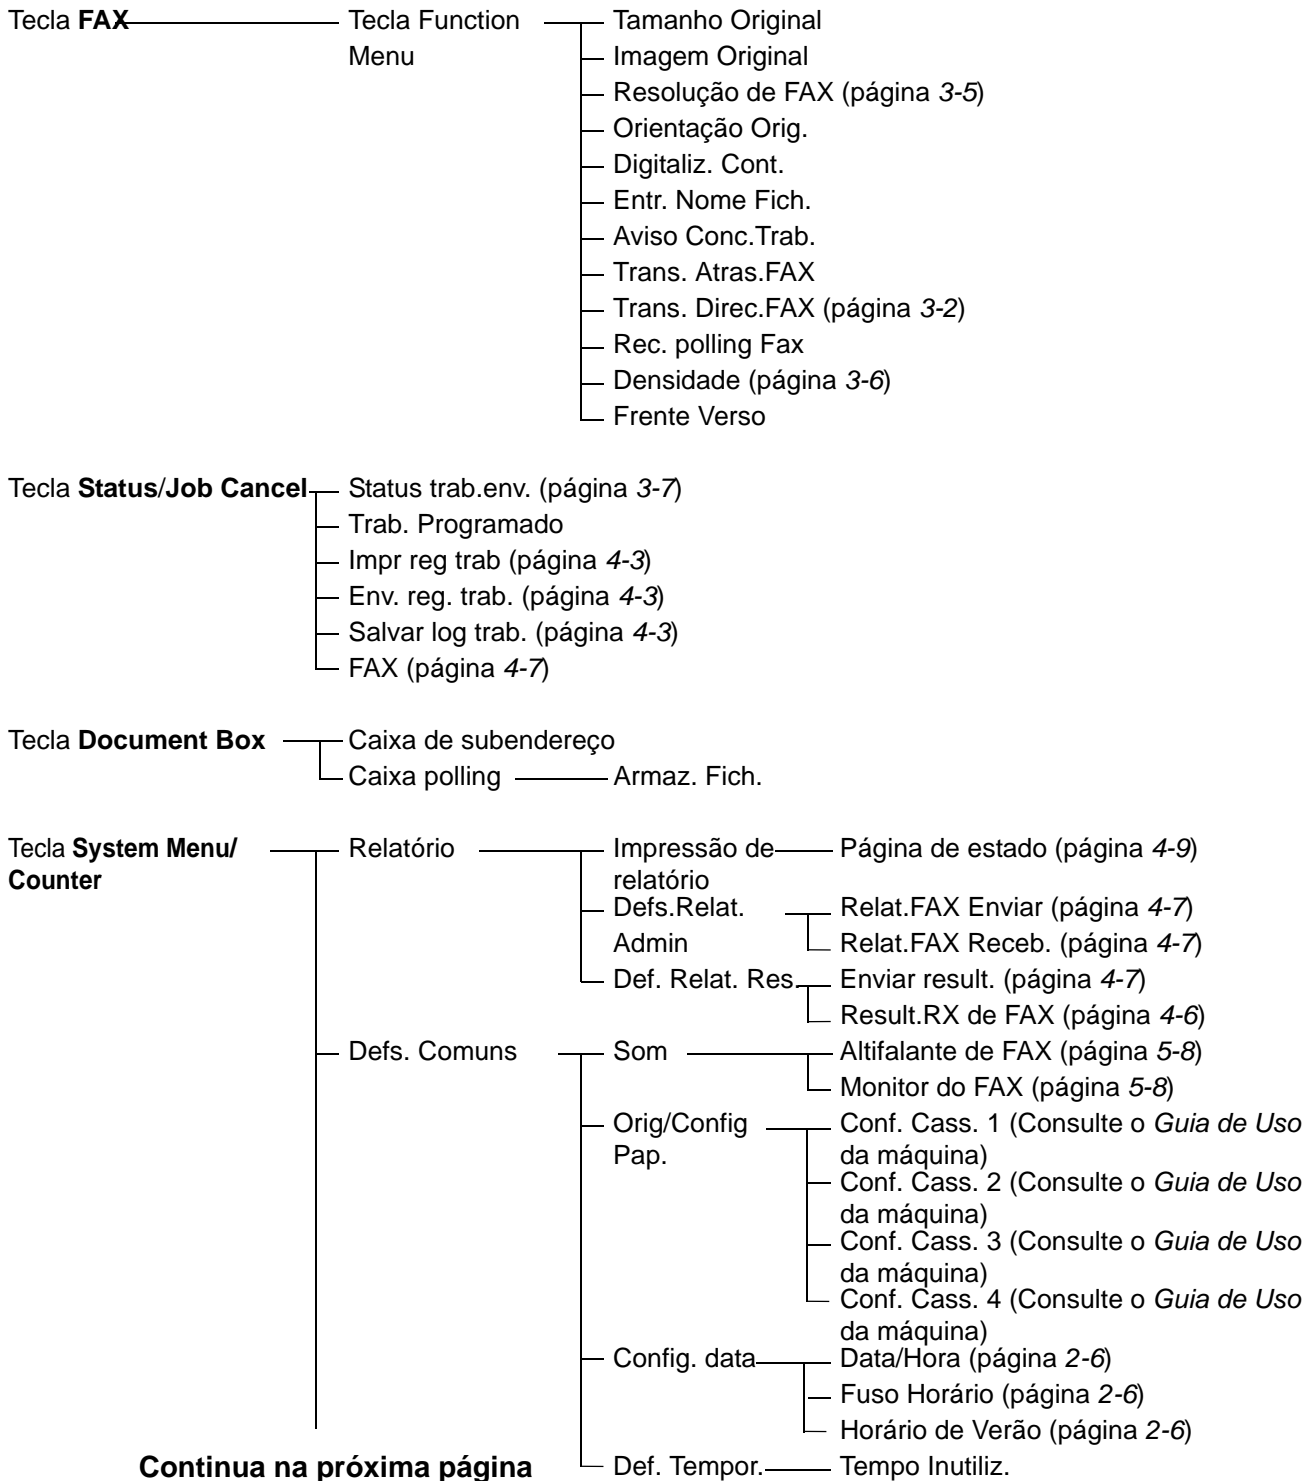 Tecla FAX Tecla Function Tamanho Original
Menu Imagem Original
Resolução de FAX (página 3-5)
Orientação Orig.
Digitaliz. Cont.
Entr. Nome Fich.
Aviso Conc.Trab.
Trans. Atras.FAX
Trans. Direc.FAX (página 3-2)
Rec. polling Fax
Densidade (página 3-6)
Frente Verso
Tecla Status/Job Cancel Status trab.env. (página 3-7)
Trab. Programado
Impr reg trab (página 4-3)
Env. reg. trab. (página 4-3)
Salvar log trab. (página 4-3)
FAX (página 4-7)
Tecla Document Box Caixa de subendereço
Caixa polling Armaz. Fich.
Tecla System Menu/ Relatório Impressão de Página de estado (página 4-9)
Counter relatório
Defs.Relat. Relat.FAX Enviar (página 4-7)
Admin Relat.FAX Receb. (página 4-7)
Def. Relat. Res. Enviar result. (página 4-7)
Result.RX de FAX (página 4-6)
Defs. Comuns Som Altifalante de FAX (página 5-8)
Monitor do FAX (página 5-8)
Orig/Config Conf. Cass. 1 (Consulte o Guia de Uso
Pap. da máquina)
Conf. Cass. 2 (Consulte o Guia de Uso
da máquina)
Conf. Cass. 3 (Consulte o Guia de Uso
da máquina)
Conf. Cass. 4 (Consulte o Guia de Uso
da máquina)
Config. data Data/Hora (página 2-6)
Fuso Horário (página 2-6)
Horário de Verão (página 2-6)
Continua na próxima página Def. Tempor. Tempo Inutiliz.